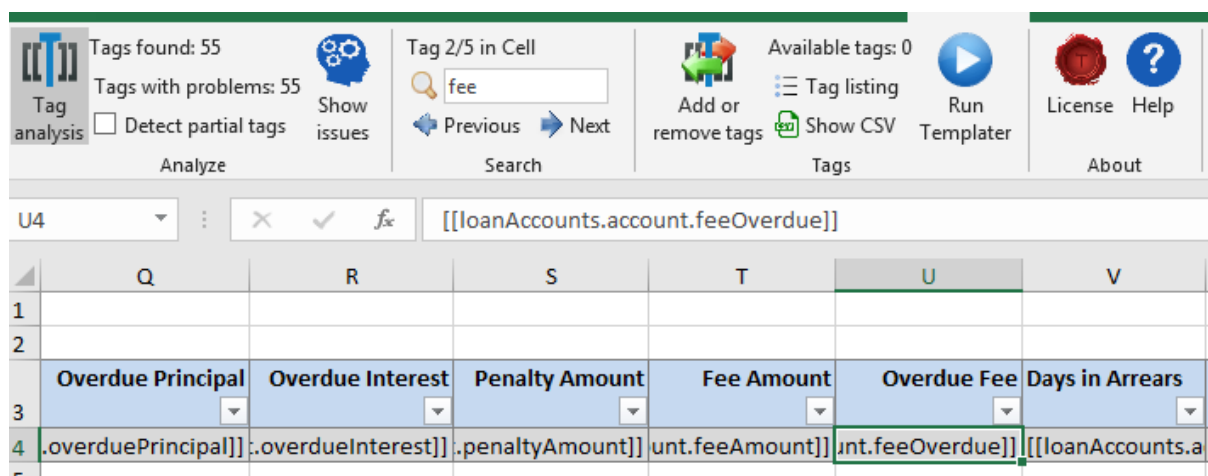 Tags found: 55
Tags with problems: 55
Detect partial tags
Tag analysis
Show issues
Analyze
Tag 2/5 in Cell
fee
Previous Next
Search
Add or remove tags
Available tags: 0
Tag listing
Show CSV
Run Templater
Tags
License Help
About
U4 fx [[loanAccounts.account.feeOverdue]]
Q R S T U V
1
2
Overdue Principal Overdue Interest Penalty Amount Fee Amount Overdue Fee Days in Arrears
3
4 .overduePrincipal]] :.overdueInterest]] :.penaltyAmount]] unt.feeAmount]] unt.feeOverdue]] [[loanAccounts.a